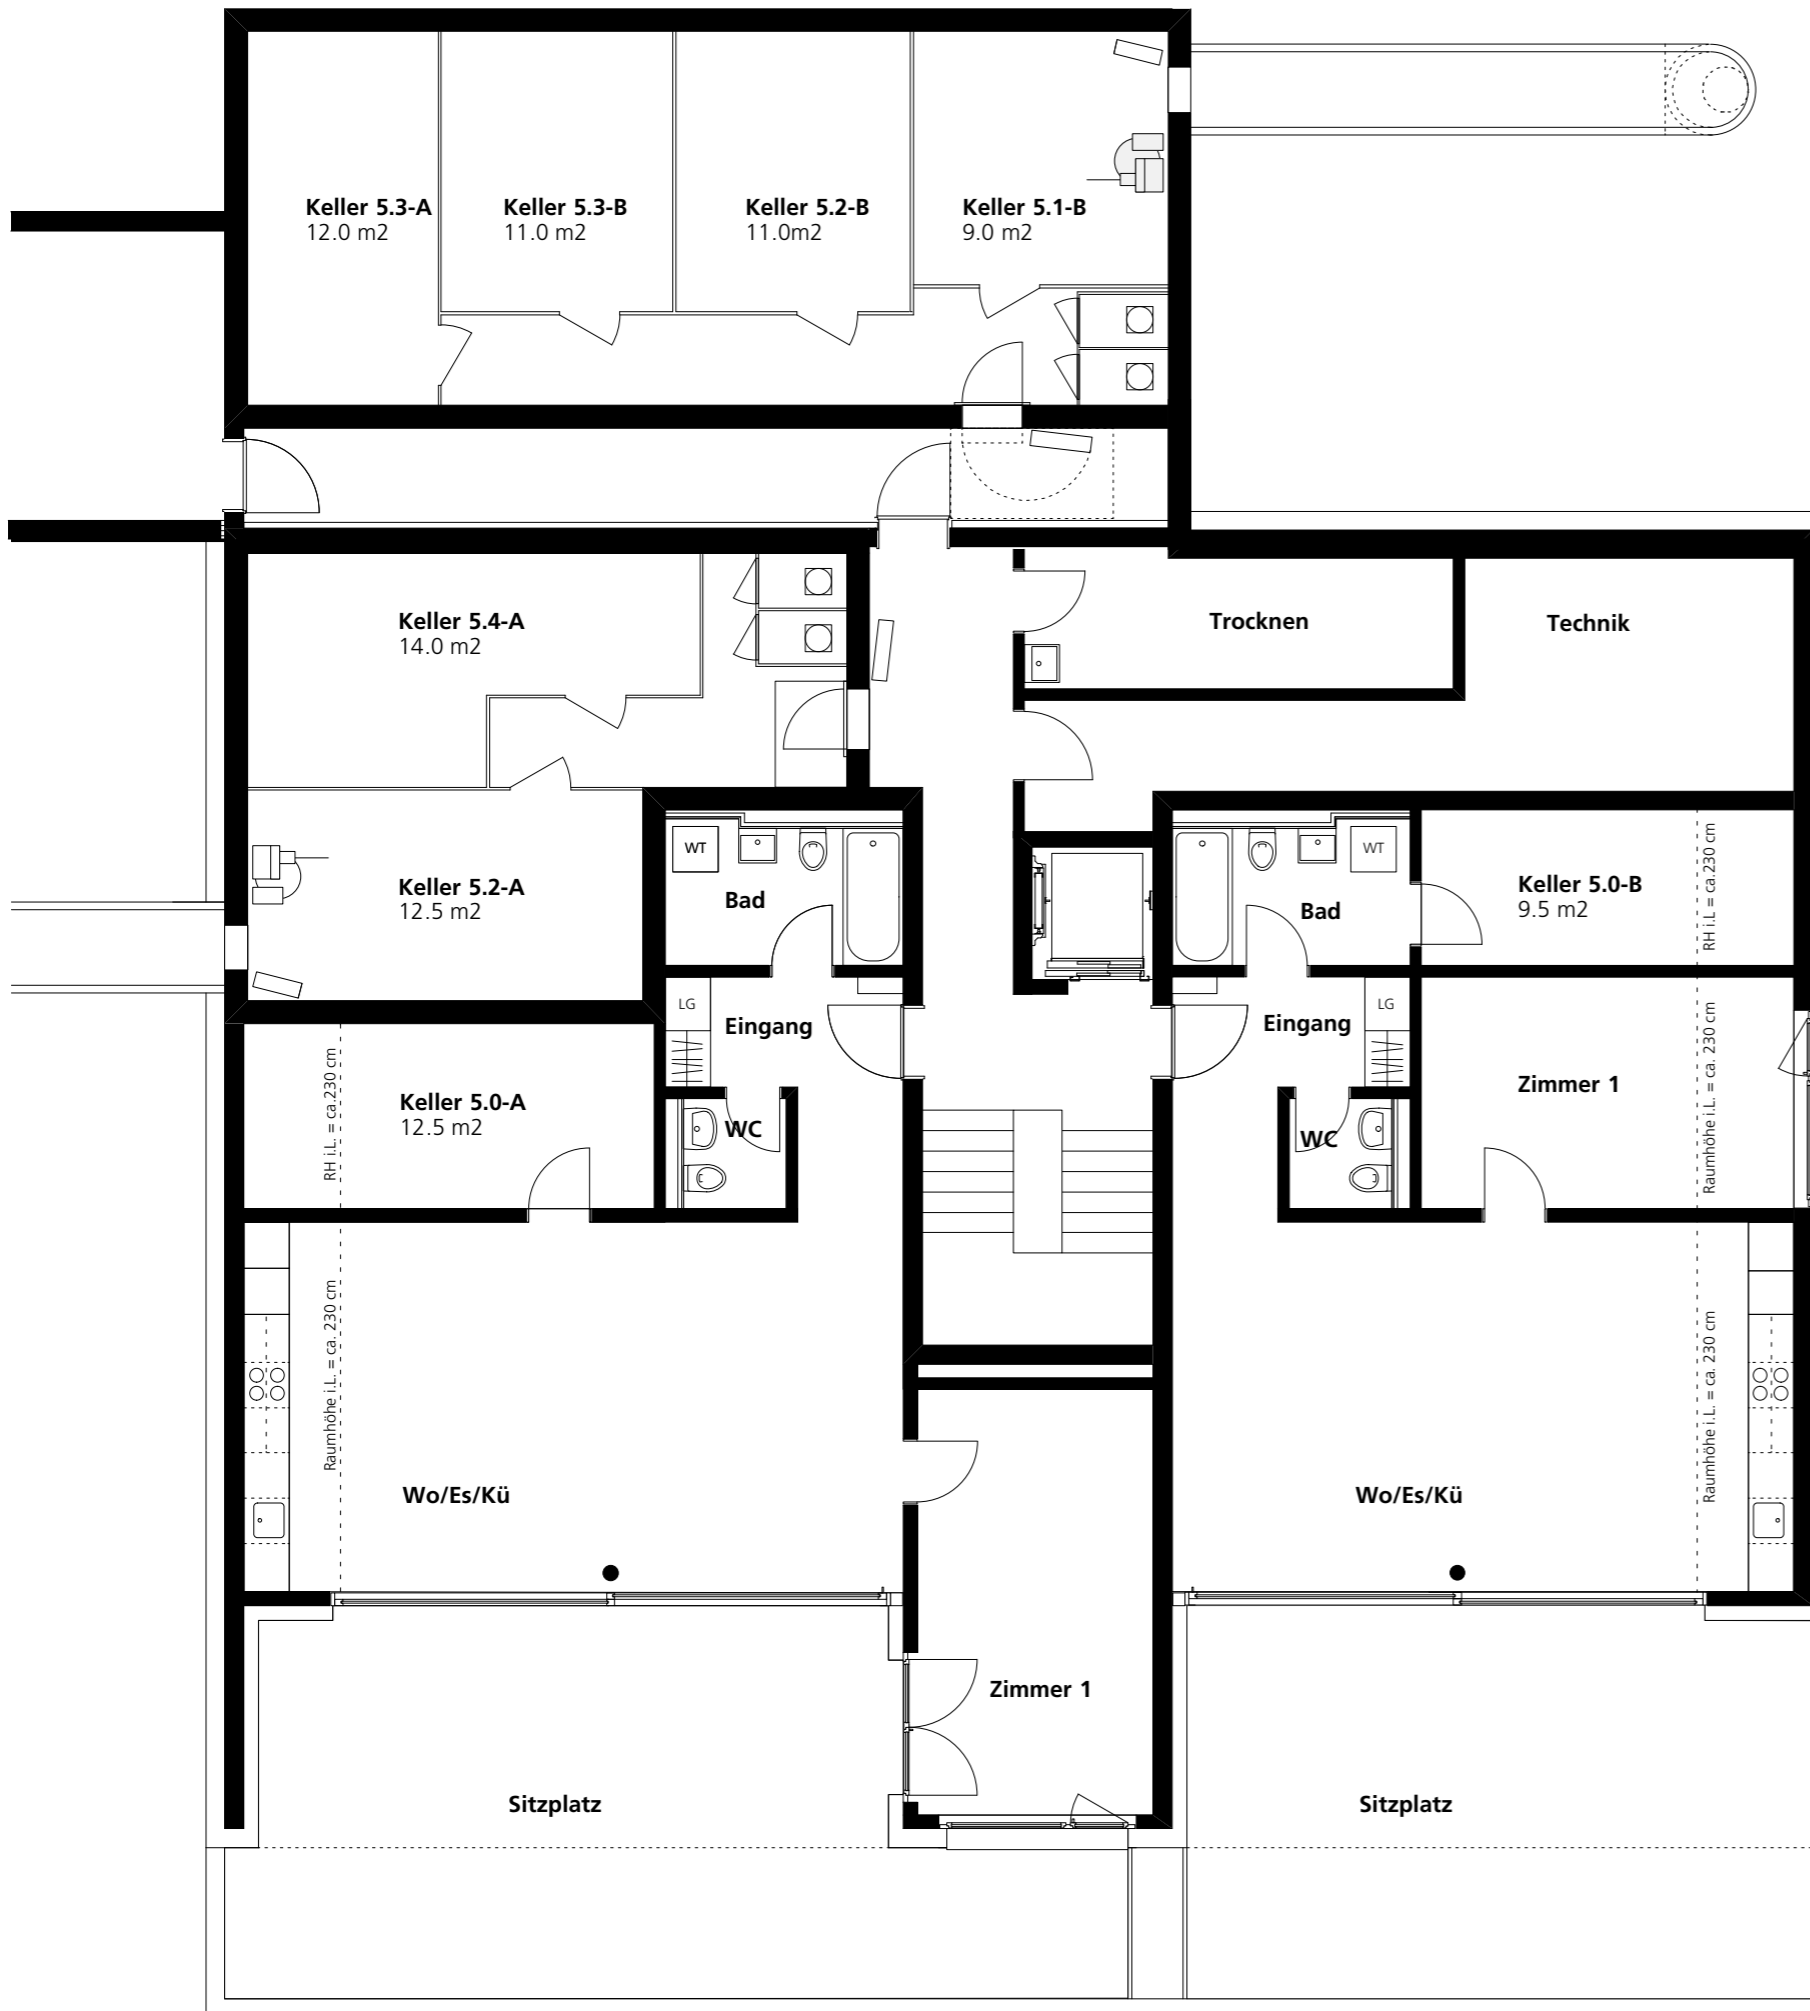 Keller 5.3-A
12.0 m2
Keller 5.3-B
11.0 m2
Keller 5.2-B
11.0m2
Keller 5.1-B
9.0 m2
Keller 5.4-A
14.0 m2
Trocknen
Technik
Keller 5.2-A
12.5 m2
WT
Bad
WT
Bad
Keller 5.0-B
9.5 m2
RH i.L = ca.230 cm
LG
Eingang
Eingang
LG
Zimmer 1
Raumhöhe i.L. = ca. 230 cm
Keller 5.0-A
12.5 m2
RH i.L. = ca.230 cm
WC
WC
Raumhöhe i.L. = ca. 230 cm
Raumhöhe i.L. = ca. 230 cm
Wo/Es/Kü
Wo/Es/Kü
Zimmer 1
Sitzplatz
Sitzplatz